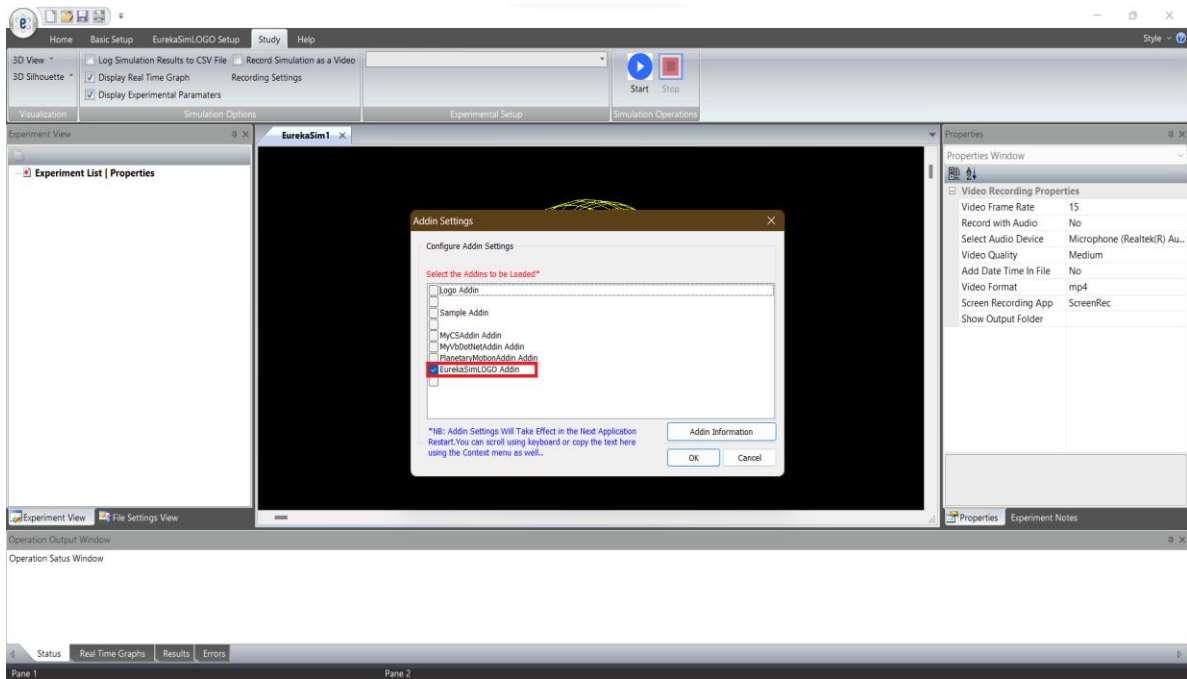 Home Basic Setup EurekaSimLOGO Setup Study Help Style
3D View Log Simulation Results to CSV File Record Simulation as a Video
3D Silhouette Display Real Time Graph Recording Settings
Display Experimental Paramaters
Start Stop
Visualization Simulation Options Experimental Setup Simulation Operations
Experiment View
Experiment List | Properties
EurekaSim1
Addin Settings
Configure Addin Settings
Select the Addins to be Loaded*
Logo Addin
Sample Addin
MyCSAddin Addin
MyVbDotNetAddin Addin
PlanetaryMotionAddin Addin
EurekaSimLOGO Addin
*NB: Addin Settings Will Take Effect in the Next Application
Restart.You can scroll using keyboard or copy the text here
using the Context menu as well..
Addin Information
OK Cancel
Properties
Properties Window
Video Recording Properties
Video Frame Rate 15
Record with Audio No
Select Audio Device Microphone (Realtek(R) Au...
Video Quality Medium
Add Date Time In File No
Video Format mp4
Screen Recording App ScreenRec
Show Output Folder
Experiment View File Settings View
Properties Experiment Notes
Operation Output Window
Operation Satus Window
Status Real Time Graphs Results Errors
Pane 1 Pane 2